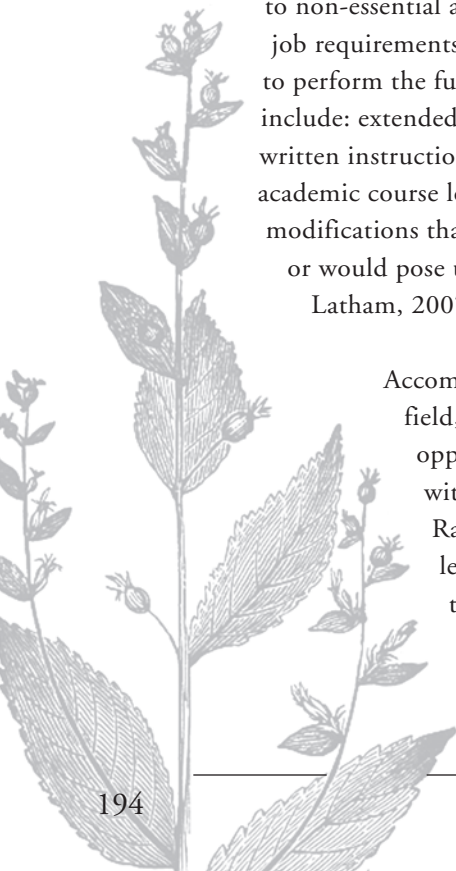 to non-essential a
job requirements
to perform the fu
include: extended
written instructio
academic course l
modifications tha
or would pose
Latham, 200
Accom
field,
opp
wit
Ra
le
t
194